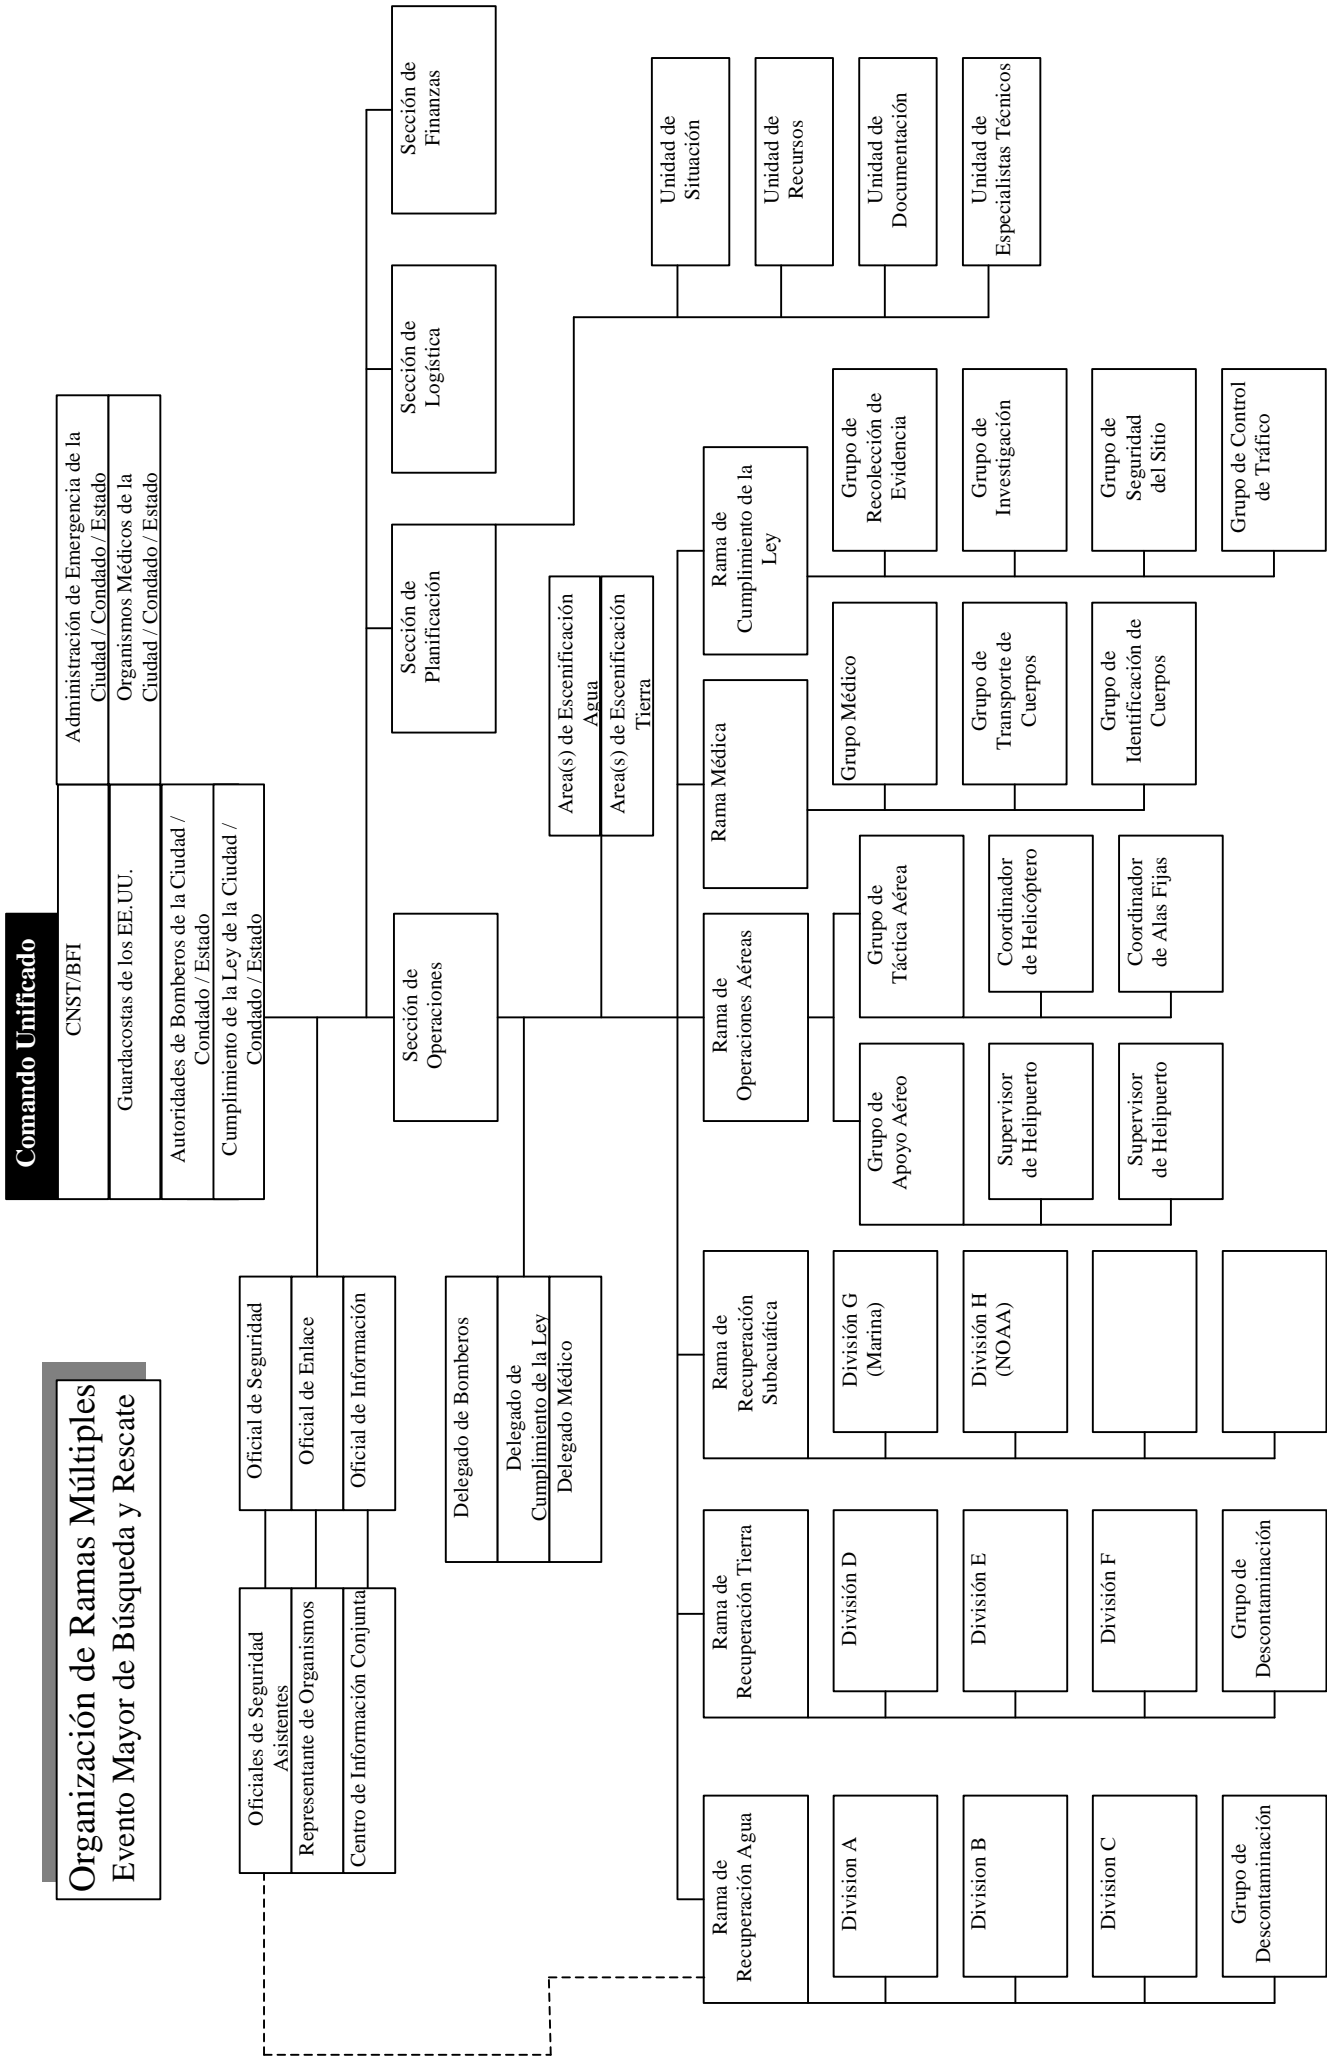 Organización de Ramas Múltiples
Evento Mayor de Búsqueda y Rescate
Comando Unificado
CNST/BFI
Guardacostas de los EE.UU.
Autoridades de Bomberos de la Ciudad /
Condado / Estado
Cumplimiento de la Ley de la Ciudad /
Condado / Estado
Administración de Emergencia de la
Ciudad / Condado / Estado
Organismos Médicos de la
Ciudad / Condado / Estado
Oficiales de Seguridad
Asistentes
Representante de Organismos
Centro de Información Conjunta
Oficial de Seguridad
Oficial de Enlace
Oficial de Información
Sección de
Operaciones
Sección de
Planificación
Sección de
Logística
Sección de
Finanzas
Delegado de Bomberos
Delegado de
Cumplimiento de la Ley
Delegado Médico
Area(s) de Escenificación
Agua
Area(s) de Escenificación
Tierra
Unidad de
Situación
Unidad de
Recursos
Unidad de
Documentación
Unidad de
Especialistas Técnicos
Rama de
Recuperación Agua
Division A
Division B
Division C
Grupo de
Descontaminación
Rama de
Recuperación Tierra
División D
División E
División F
Grupo de
Descontaminación
Rama de
Recuperación
Subacuática
División G
(Marina)
División H
(NOAA)
Rama de
Operaciones Aéreas
Grupo de
Apoyo Aéreo
Supervisor
de Helipuerto
Supervisor
de Helipuerto
Grupo de
Táctica Aérea
Coordinador
de Helicóptero
Coordinador
de Alas Fijas
Rama Médica
Grupo Médico
Grupo de
Transporte de
Cuerpos
Grupo de
Identificación de
Cuerpos
Rama de
Cumplimiento de la
Ley
Grupo de
Recolección de
Evidencia
Grupo de
Investigación
Grupo de
Seguridad
del Sitio
Grupo de Control
de Tráfico